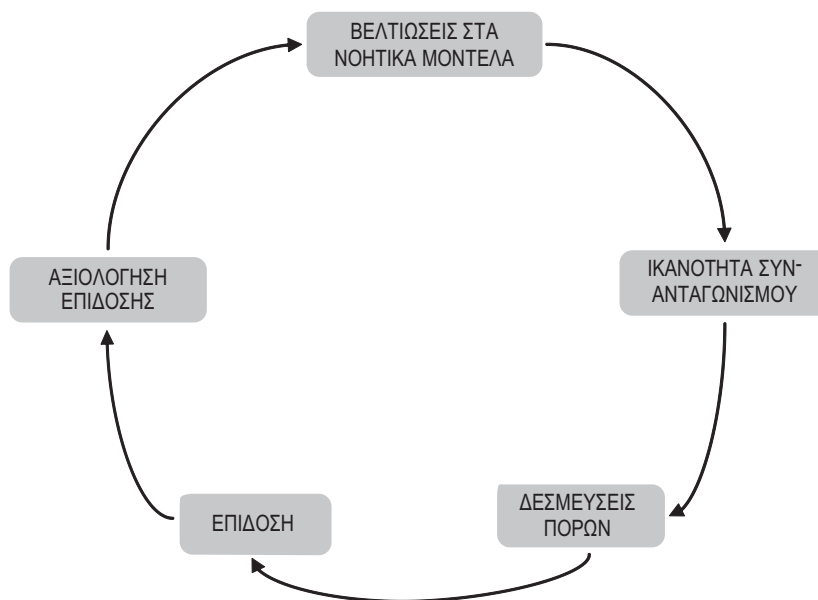 ΒΕΛΤΙΩΣΕΙΣ ΣΤΑ
ΝΟΗΤΙΚΑ ΜΟΝΤΕΛΑ
ΙΚΑΝΟΤΗΤΑ ΣΥΝ-
ΑΝΤΑΓΩΝΙΣΜΟΥ
ΔΕΣΜΕΥΣΕΙΣ
ΠΟΡΩΝ
ΕΠΙΔΟΣΗ
ΑΞΙΟΛΟΓΗΣΗ
ΕΠΙΔΟΣΗΣ